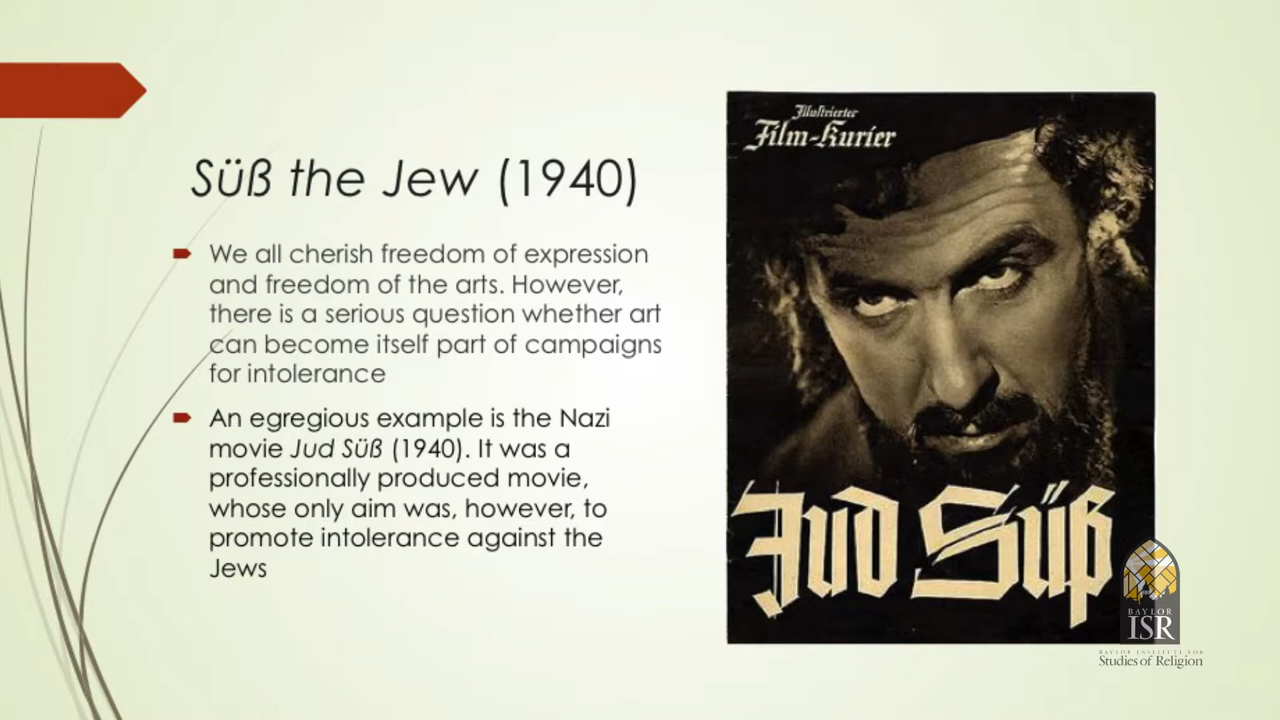 Süß the Jew (1940)
We all cherish freedom of expression
and freedom of the arts. However,
there is a serious question whether art
can become itself part of campaigns
for intolerance
An egregious example is the Nazi
movie Jud Süß (1940). It was a
professionally produced movie,
whose only aim was, however, to
promote intolerance against the
Jews
Illustrierter
Film-Kurier
Jud Süß
BAYLOR
ISR
BAYLOR INSTITUTE FOR
Studies of Religion